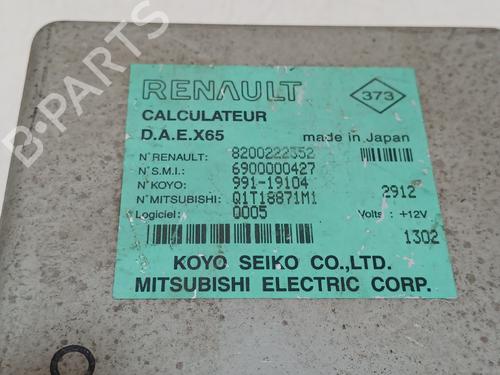 RENAULT
373
CALCULATEUR
D.A.E.X65
made in Japan
N° RENAULT: 8200222352
N° S.M.I.: 6900000427
N° KOYO: 991-19104
N° MITSUBISHI: Q1T18871M1 2912
Logiciel: 0005 Volts: +12V
1302
KOYO SEIKO CO.,LTD.
MITSUBISHI ELECTRIC CORP.